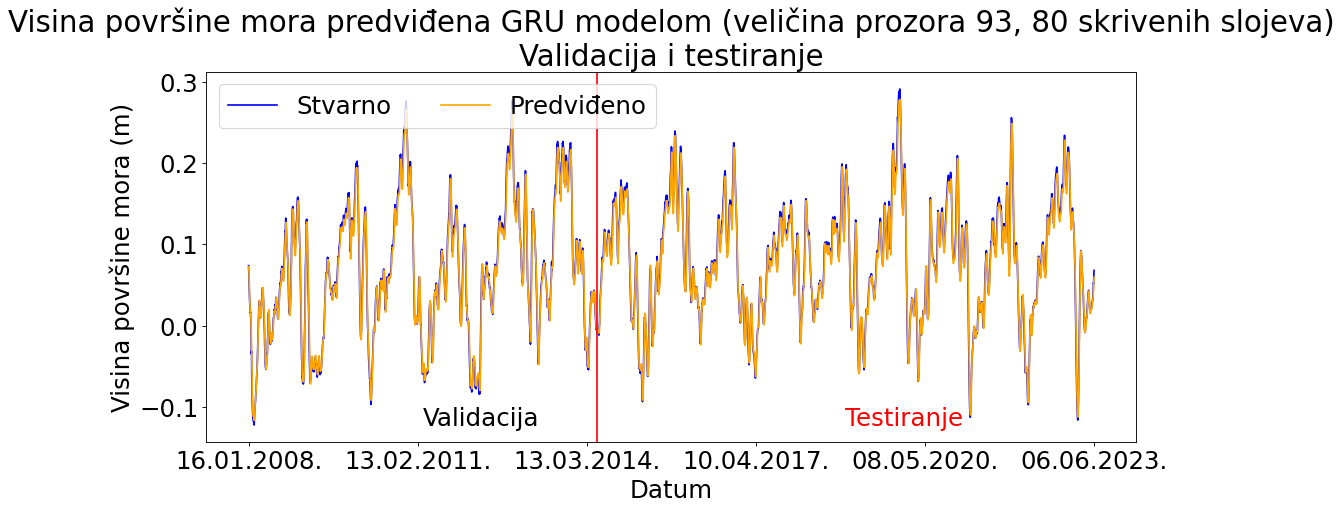 Visina površine mora predviđena GRU modelom (veličina prozora 93, 80 skrivenih slojeva)
Validacija i testiranje
Stvarno
Predviđeno
Visina površine mora (m)
0.3
0.2
0.1
0.0
−0.1
Validacija
Testiranje
16.01.2008.
13.02.2011.
13.03.2014.
10.04.2017.
08.05.2020.
06.06.2023.
Datum